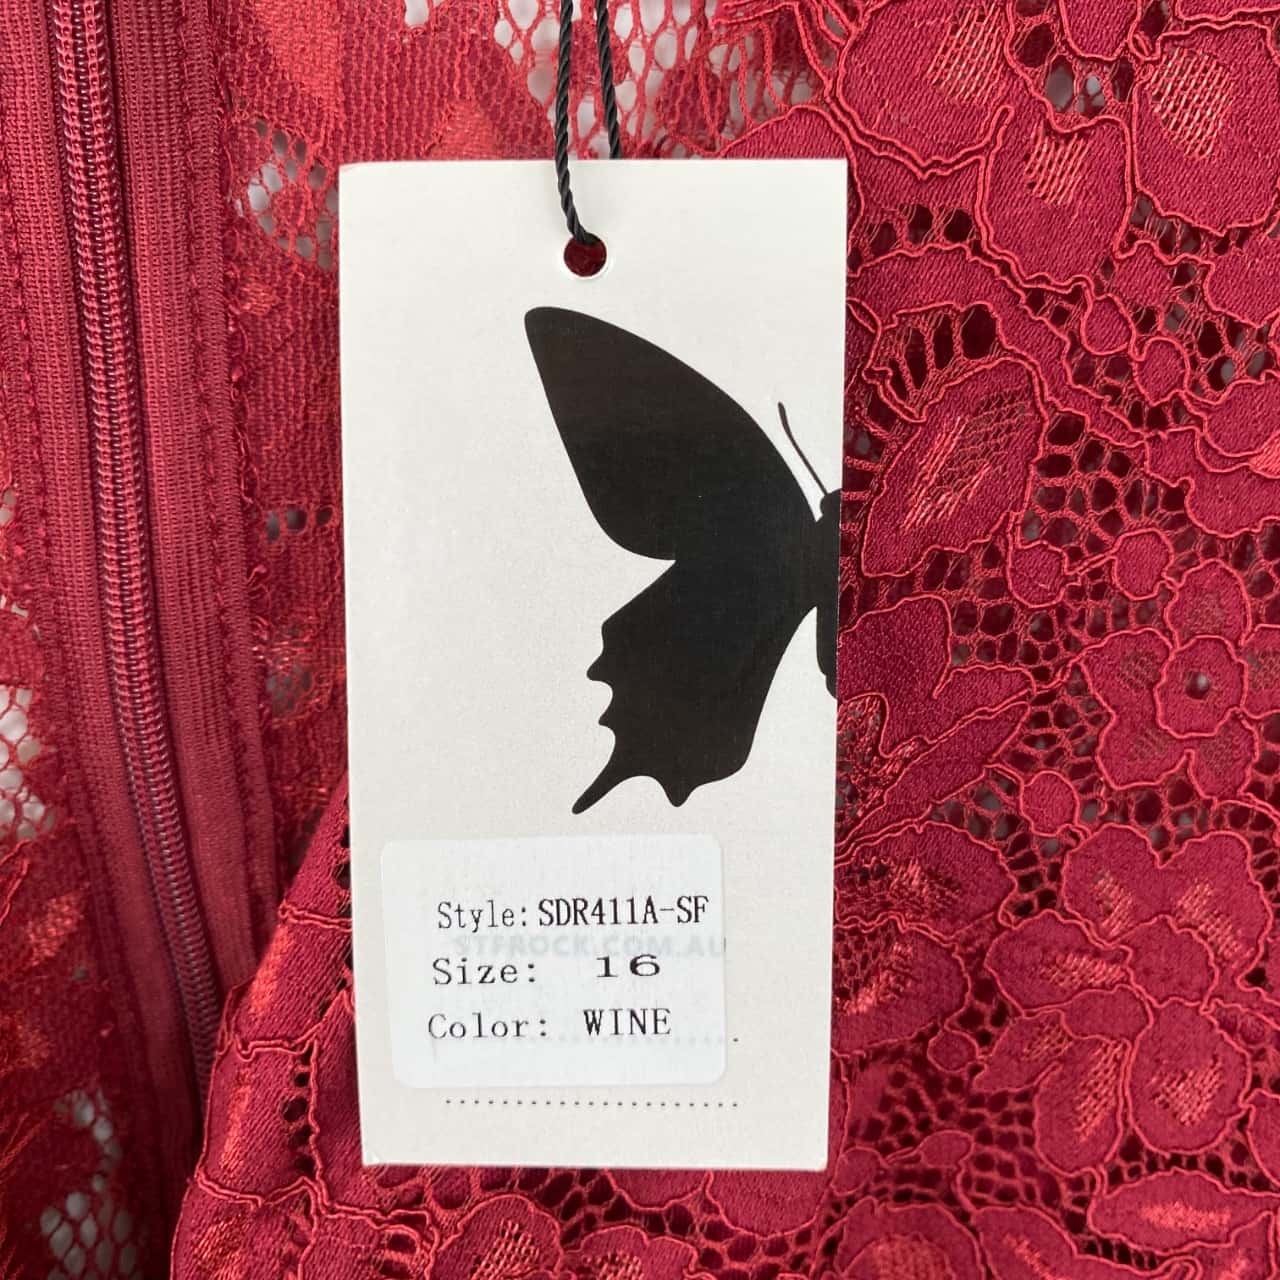 Style: SDR411A-SF
STFROCK.COM.AU
Size: 16
Color: WINE